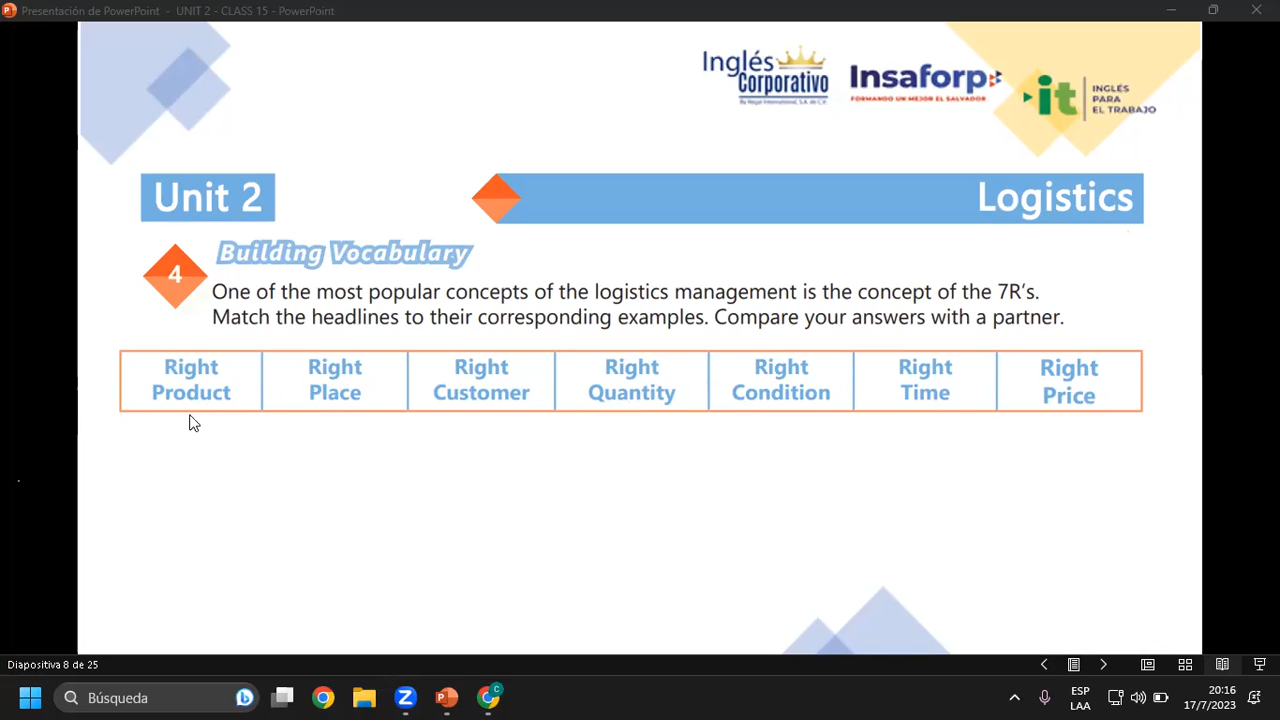 Presentación de PowerPoint - UNIT 2 - CLASS 15 - PowerPoint
Inglés
Corporativo
By Regal International, S.A. de C.V.
Insaforp
FORMANDO UN MEJOR EL SALVADOR
it
INGLÉS
PARA
EL TRABAJO
Unit 2
Logistics
4
Building Vocabulary
One of the most popular concepts of the logistics management is the concept of the 7R's.
Match the headlines to their corresponding examples. Compare your answers with a partner.
Right Product
Right Place
Right Customer
Right Quantity
Right Condition
Right Time
Right Price
Diapositiva 8 de 25
Búsqueda
C
ESP
LAA
20:16
17/7/2023